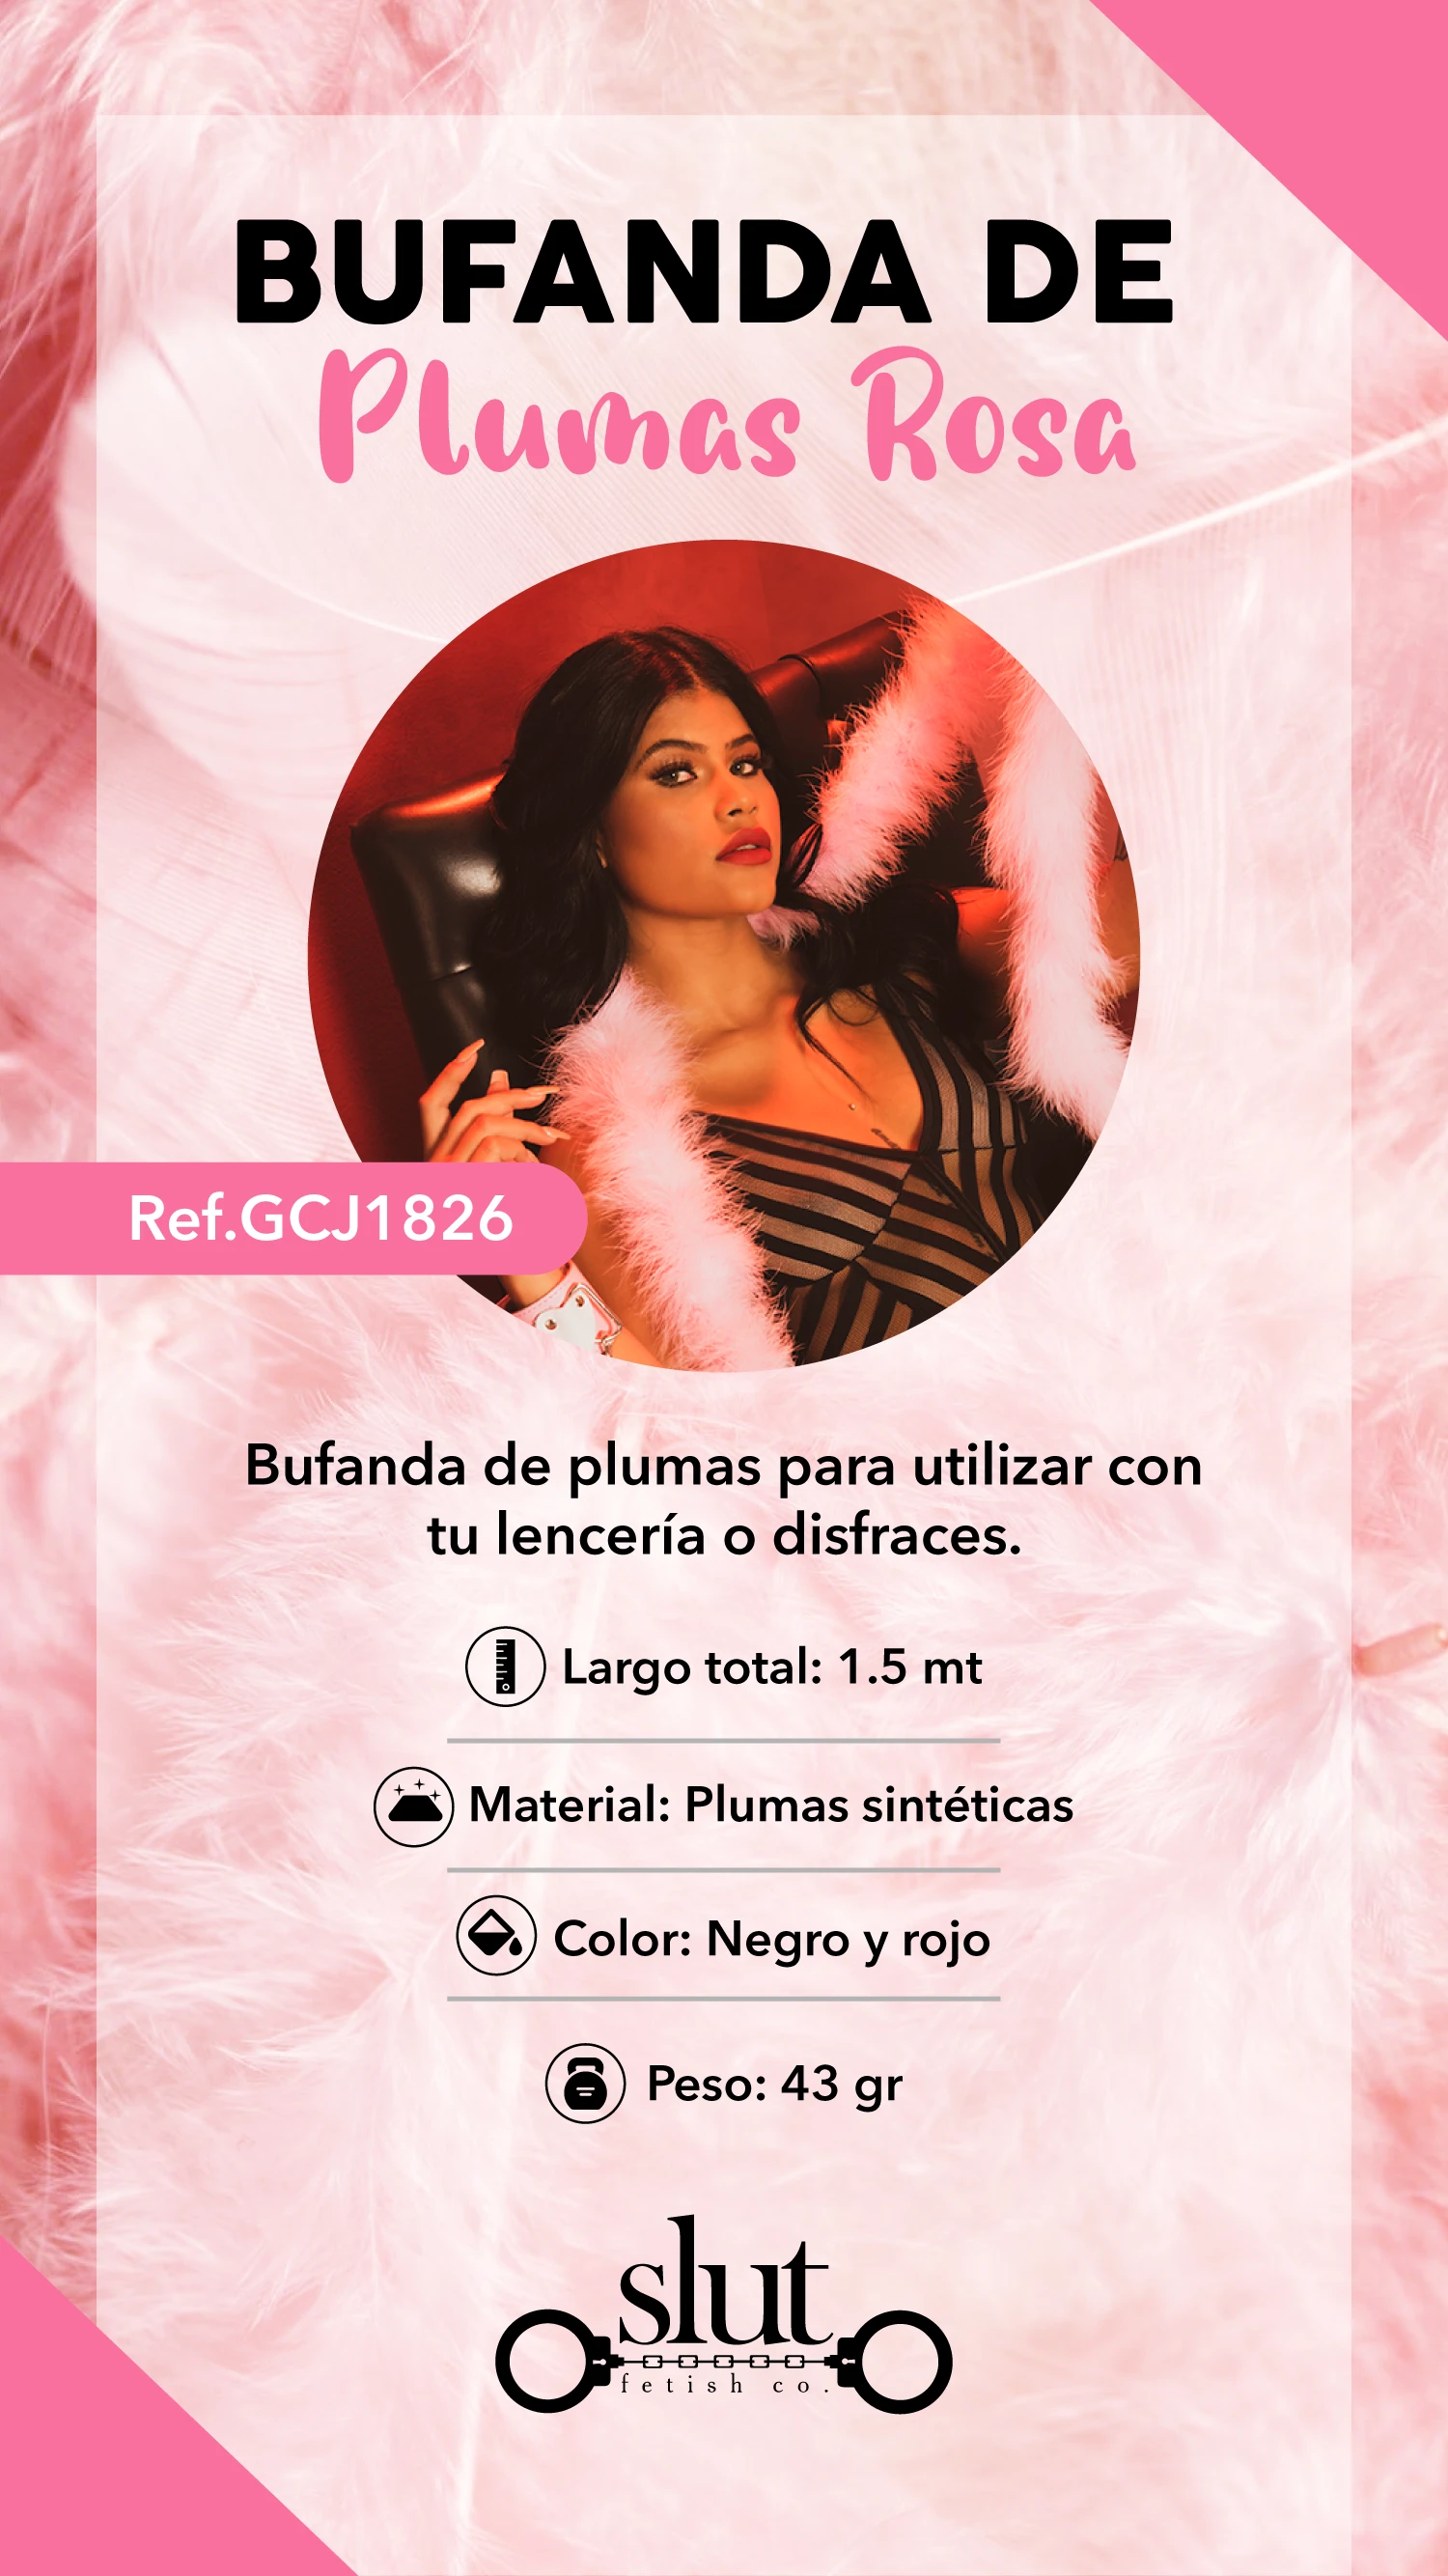 BUFANDA DE
Plumas Rosa
Ref.GCJ1826
Bufanda de plumas para utilizar con
tu lencería o disfraces.
Largo total: 1.5 mt
Material: Plumas sintéticas
Color: Negro y rojo
Peso: 43 gr
slut
fetish co.